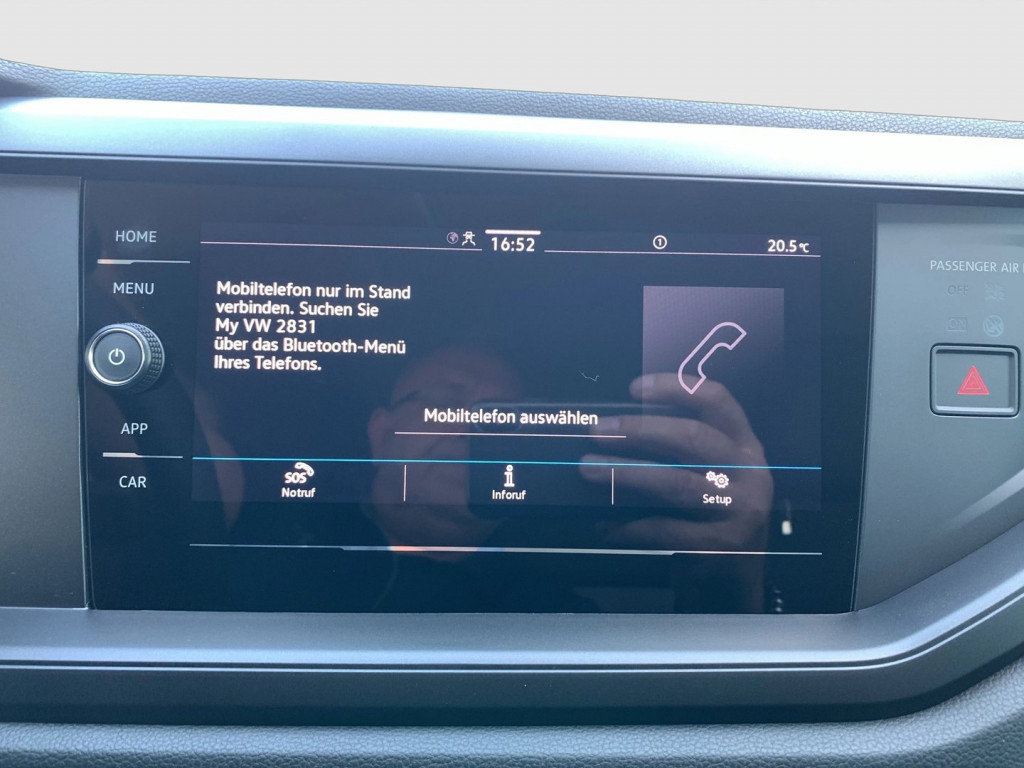 HOME
MENU
APP
CAR
16:52
1
20.5°C
Mobiltelefon nur im Stand
verbinden. Suchen Sie
My VW 2831
über das Bluetooth-Menü
Ihres Telefons.
Mobiltelefon auswählen
SOS
Notruf
i
Inforuf
Setup
PASSENGER AIR
OFF
ON